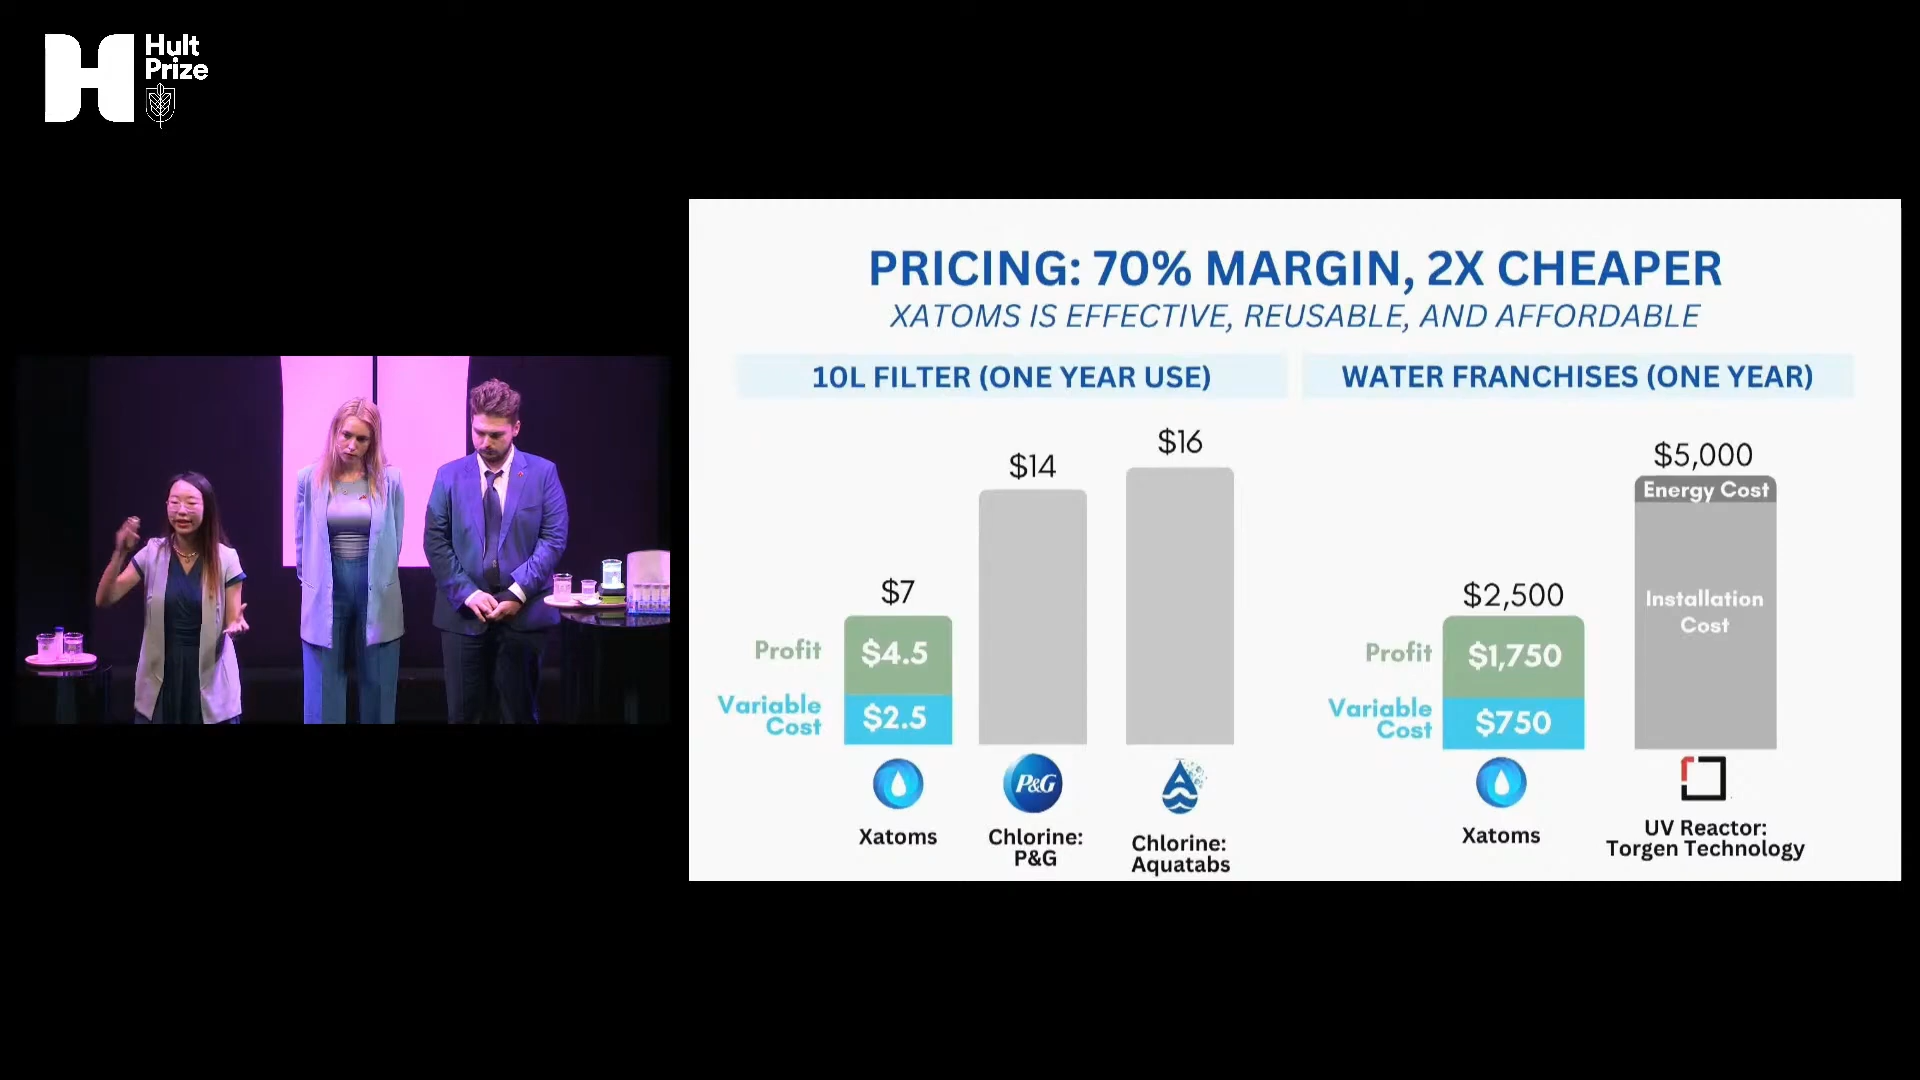 Hult
Prize
PRICING: 70% MARGIN, 2X CHEAPER
XATOMS IS EFFECTIVE, REUSABLE, AND AFFORDABLE
10L FILTER (ONE YEAR USE)
$7
Profit
$4.5
Variable
Cost
$2.5
Xatoms
$14
P&G
Chlorine:
P&G
$16
Chlorine:
Aquatabs
WATER FRANCHISES (ONE YEAR)
$2,500
Profit
$1,750
Variable
Cost
$750
Xatoms
$5,000
Energy Cost
Installation
Cost
UV Reactor:
Torgen Technology